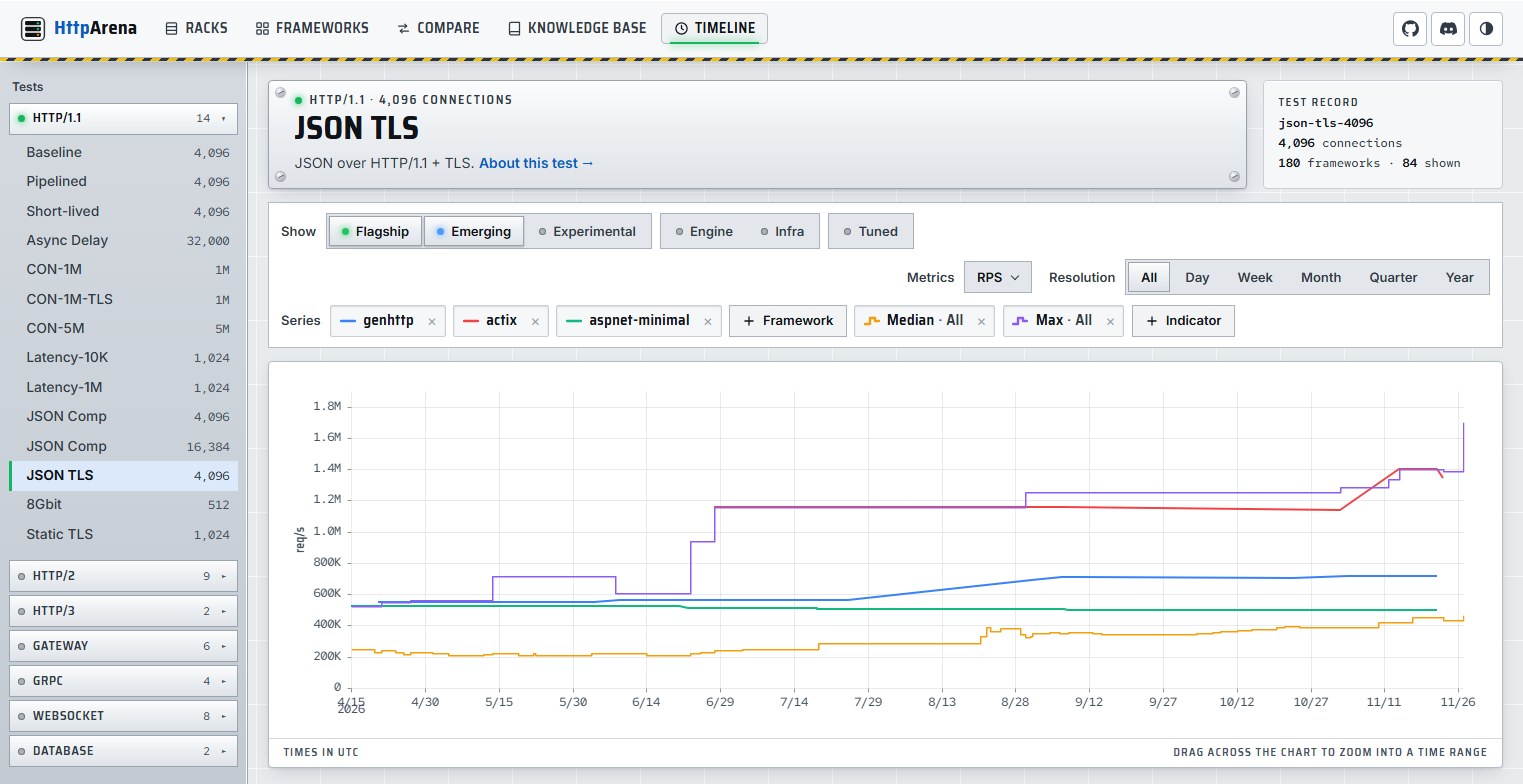 HttpArena RACKS FRAMEWORKS COMPARE KNOWLEDGE BASE TIMELINE
Tests
HTTP/1.1 14
Baseline 4,096
Pipelined 4,096
Short-lived 4,096
Async Delay 32,000
CON-1M 1M
CON-1M-TLS 1M
CON-5M 5M
Latency-10K 1,024
Latency-1M 1,024
JSON Comp 4,096
JSON Comp 16,384
JSON TLS 4,096
8Gbit 512
Static TLS 1,024
HTTP/2 9
HTTP/3 2
GATEWAY 6
GRPC 4
WEBSOCKET 8
DATABASE 2
HTTP/1.1 · 4,096 CONNECTIONS
JSON TLS
JSON over HTTP/1.1 + TLS. About this test →
TEST RECORD
json-tls-4096
4,096 connections
180 frameworks · 84 shown
Show Flagship Emerging Experimental Engine Infra Tuned
Metrics RPS Resolution All Day Week Month Quarter Year
Series genhttp × actix × aspnet-minimal × + Framework Median · All × Max · All × + Indicator
req/s
1.8M
1.6M
1.4M
1.2M
1.0M
800K
600K
400K
200K
0
4/15 4/30 5/15 5/30 6/14 6/29 7/14 7/29 8/13 8/28 9/12 9/27 10/12 10/27 11/11 11/26
2026
TIMES IN UTC DRAG ACROSS THE CHART TO ZOOM INTO A TIME RANGE